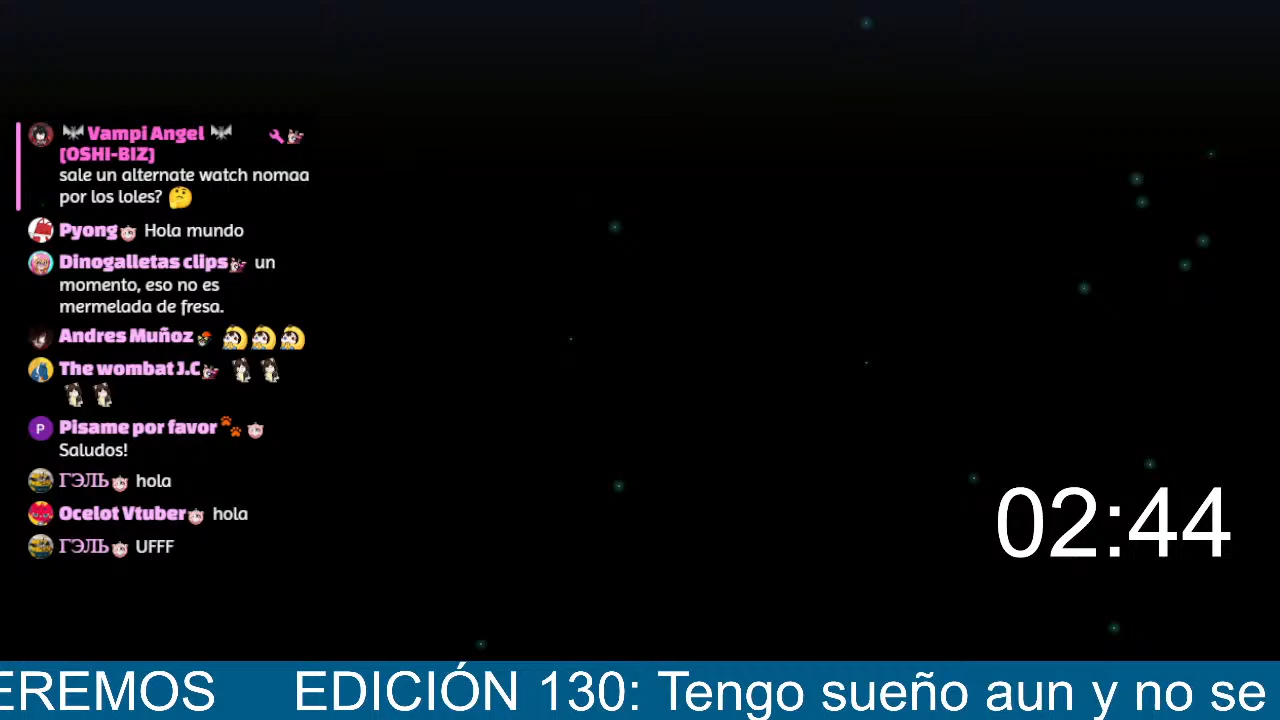 Vampi Angel
[OSHI-BIZ]
sale un alternate watch nomaa
por los loles?
Pyong Hola mundo
Dinogalletas clips un
momento, eso no es
mermelada de fresa.
Andres Muñoz
The wombat J.C
P Pisame por favor
Saludos!
ГЭЛЬ hola
Ocelot Vtuber hola
ГЭЛЬ UFFF
02:44
EREMOS EDICIÓN 130: Tengo sueño aun y no se